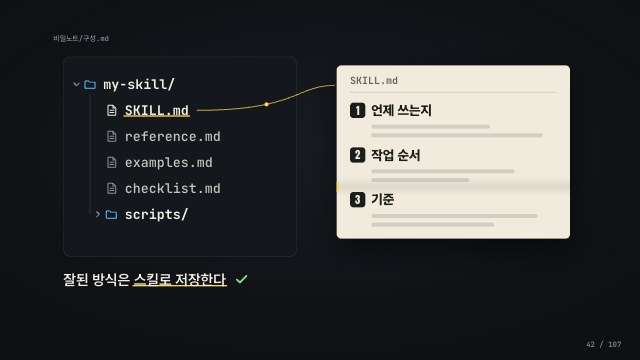 비밀노트/구성.md
my-skill/
SKILL.md
reference.md
examples.md
checklist.md
scripts/
SKILL.md
1 언제 쓰는지
2 작업 순서
3 기준
잘된 방식은 스킬로 저장한다
42 / 107